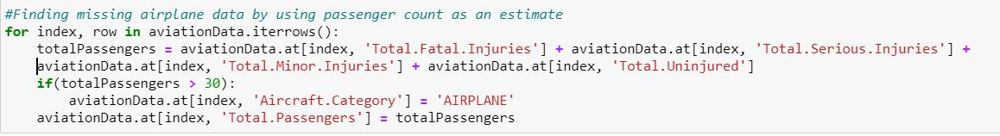 #Finding missing airplane data by using passenger count as an estimate
for index, row in aviationData.iterrows():
    totalPassengers = aviationData.at[index, 'Total.Fatal.Injuries'] + aviationData.at[index, 'Total.Serious.Injuries'] +
    aviationData.at[index, 'Total.Minor.Injuries'] + aviationData.at[index, 'Total.Uninjured']
    if(totalPassengers > 30):
        aviationData.at[index, 'Aircraft.Category'] = 'AIRPLANE'
    aviationData.at[index, 'Total.Passengers'] = totalPassengers